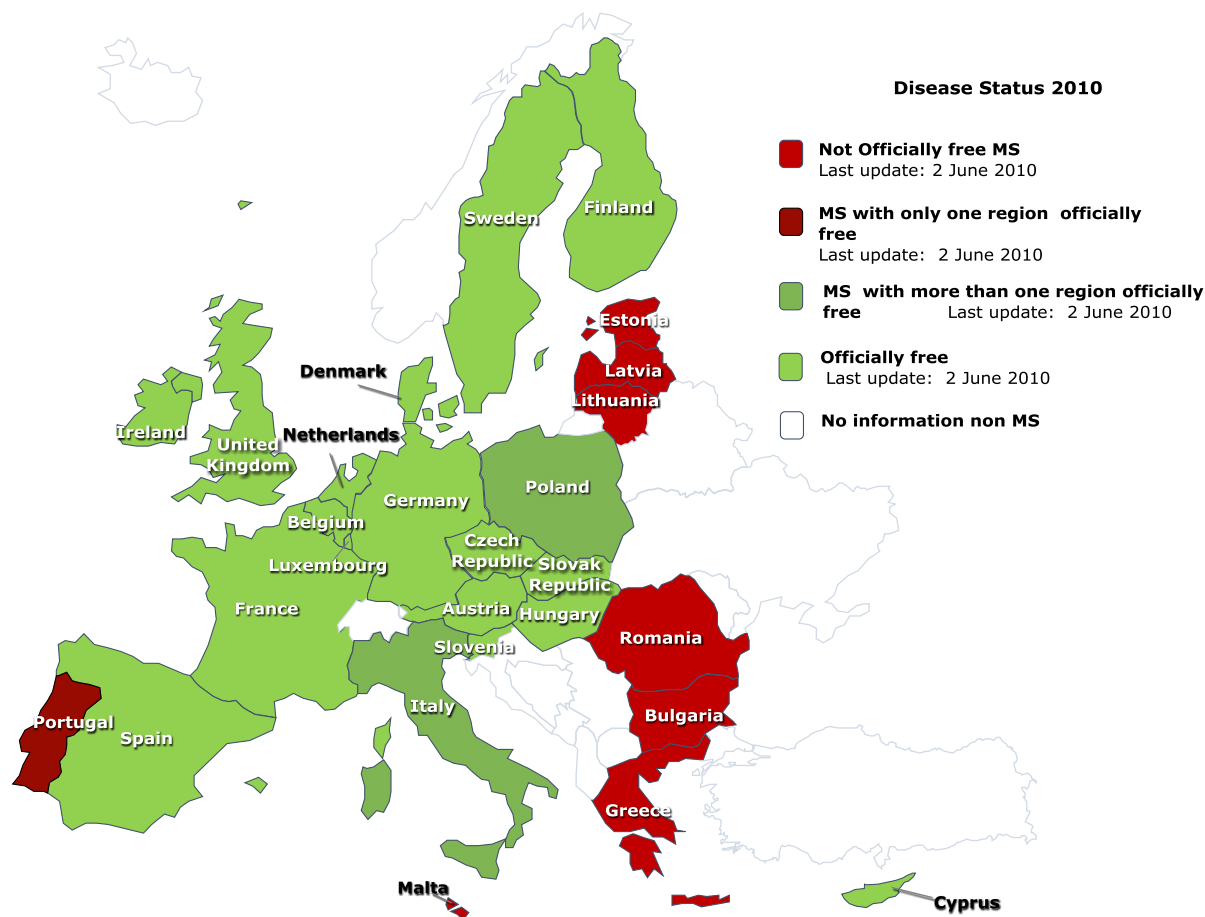 Disease Status 2010
Not Officially free MS
Last update: 2 June 2010
MS with only one region officially
free
Last update: 2 June 2010
MS with more than one region officially
free Last update: 2 June 2010
Officially free
Last update: 2 June 2010
No information non MS
Finland
Sweden
Estonia
Latvia
Lithuania
Denmark
Ireland
United
Kingdom
Netherlands
Poland
Germany
Belgium
Czech
Republic
Luxembourg
Slovak
Republic
France
Austria
Hungary
Slovenia
Romania
Italy
Bulgaria
Portugal
Spain
Greece
Malta
Cyprus